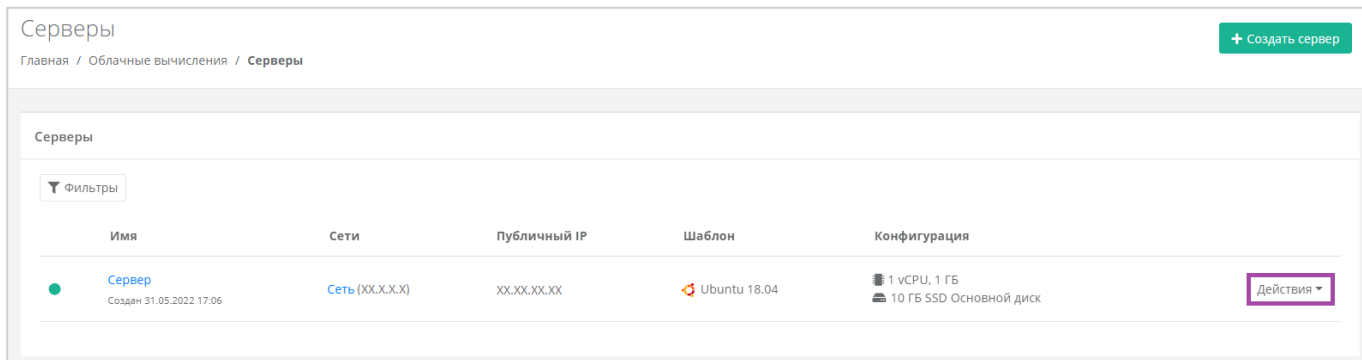 Серверы
+ Создать сервер
Главная / Облачные вычисления / Серверы
Серверы
Фильтры
Имя Сети Публичный IP Шаблон Конфигурация
Сервер Сеть (XX.X.X.X) XX.XX.XX.XX Ubuntu 18.04 1 vCPU, 1 ГБ Действия
Создан 31.05.2022 17:06 10 ГБ SSD Основной диск